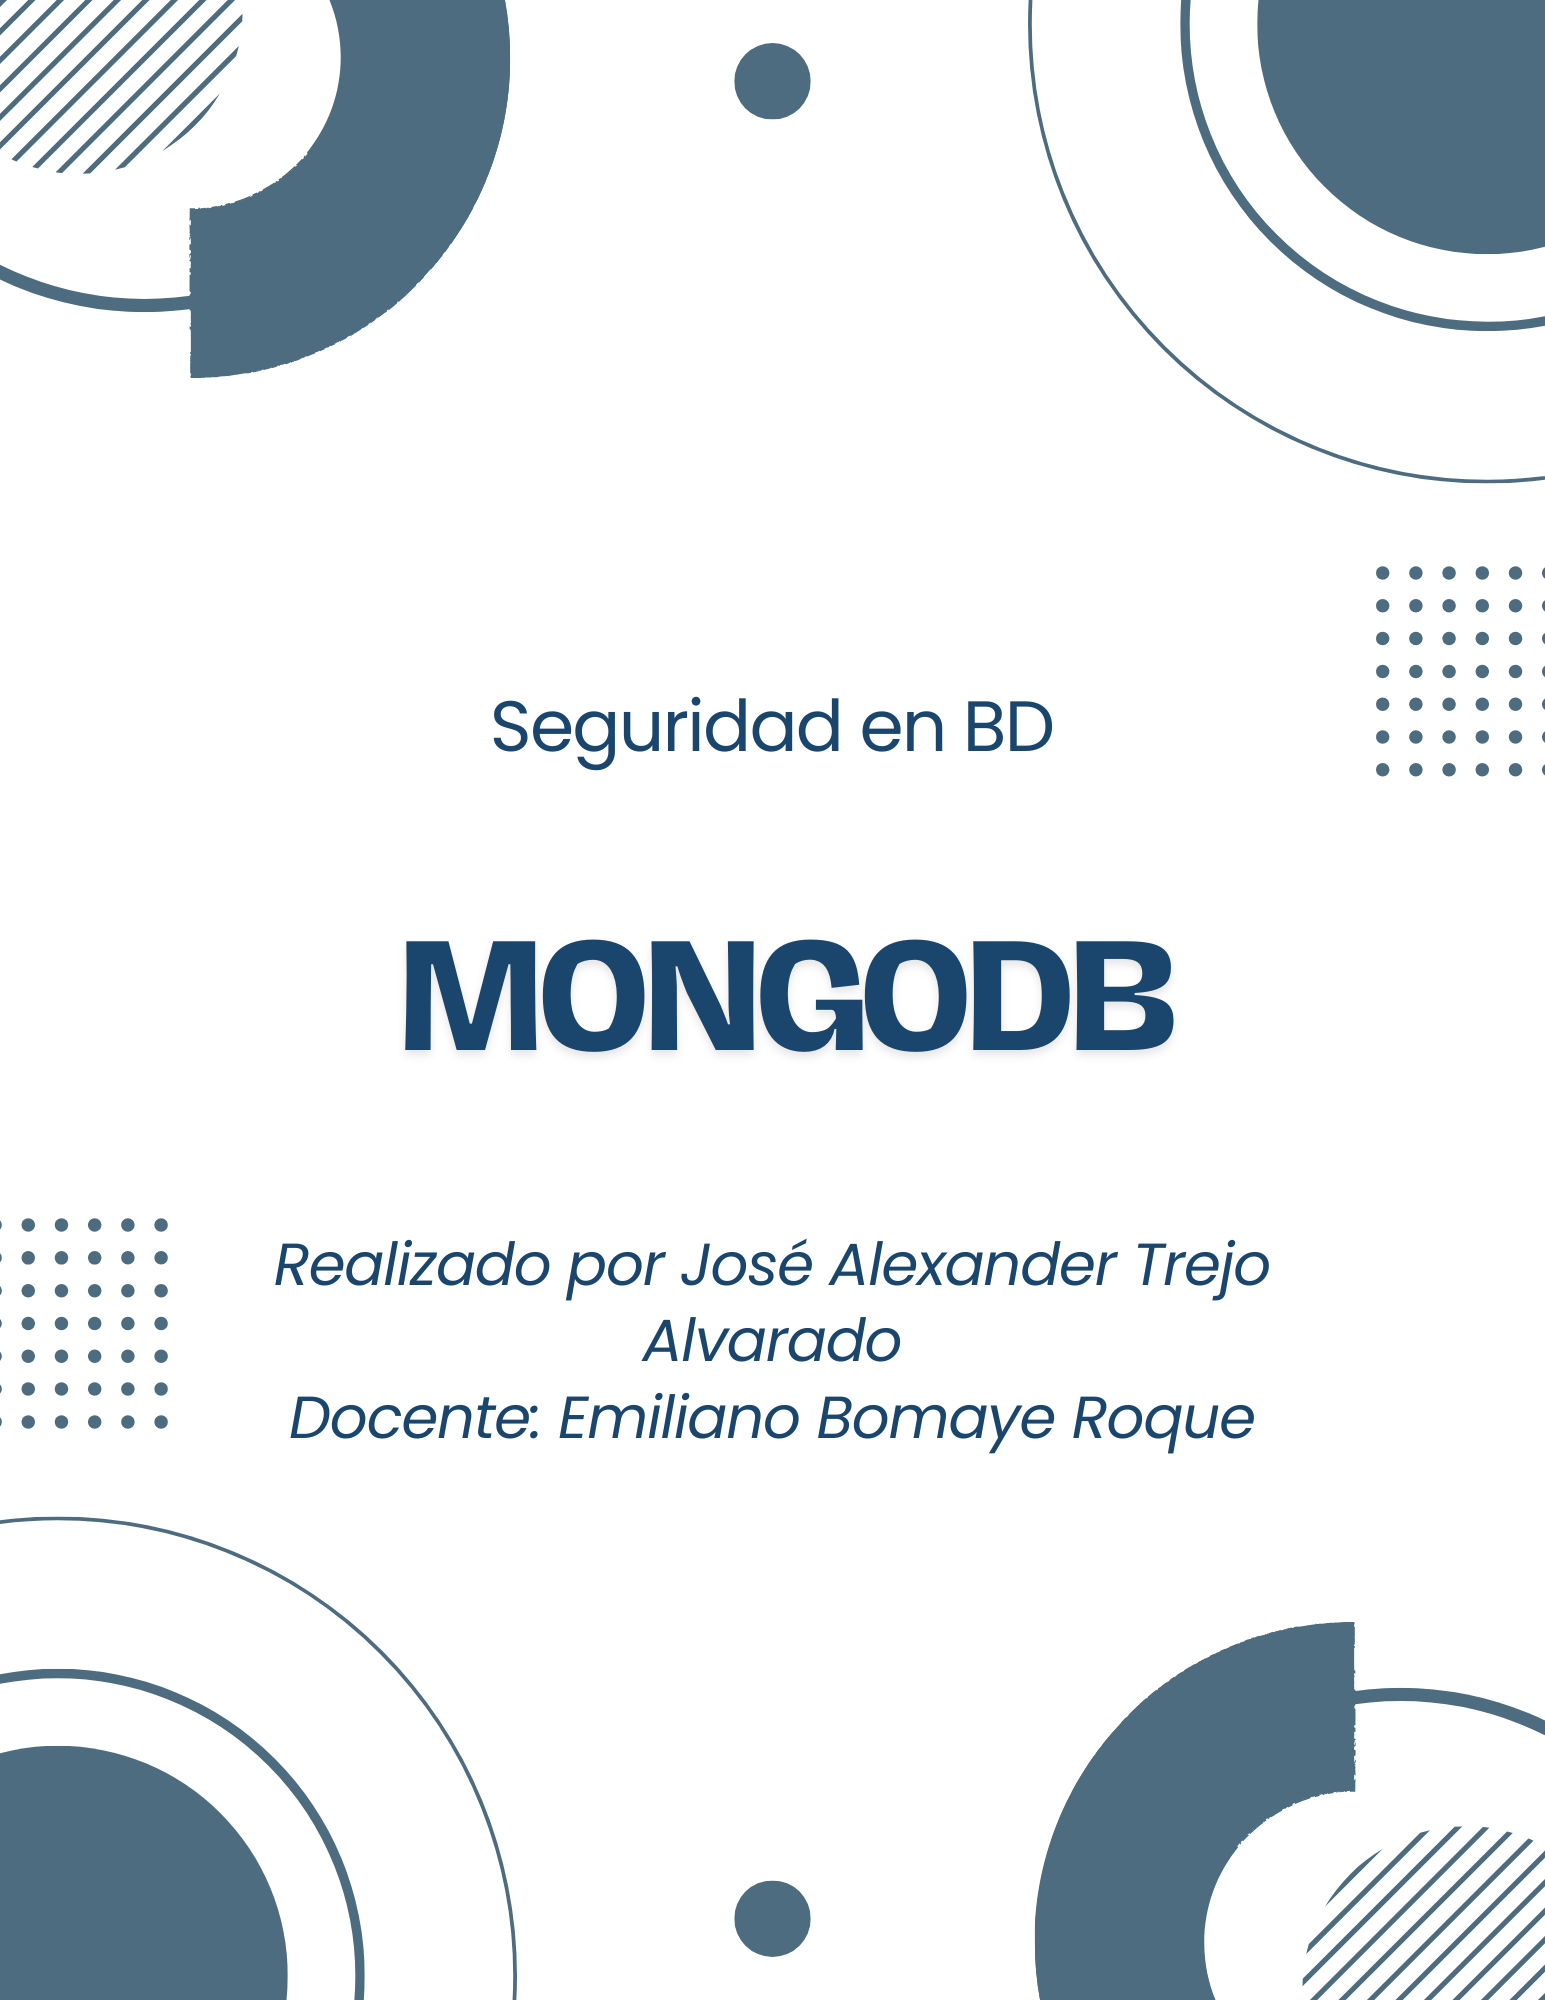 Seguridad en BD
MONGODB
Realizado por José Alexander Trejo
Alvarado
Docente: Emiliano Bomaye Roque